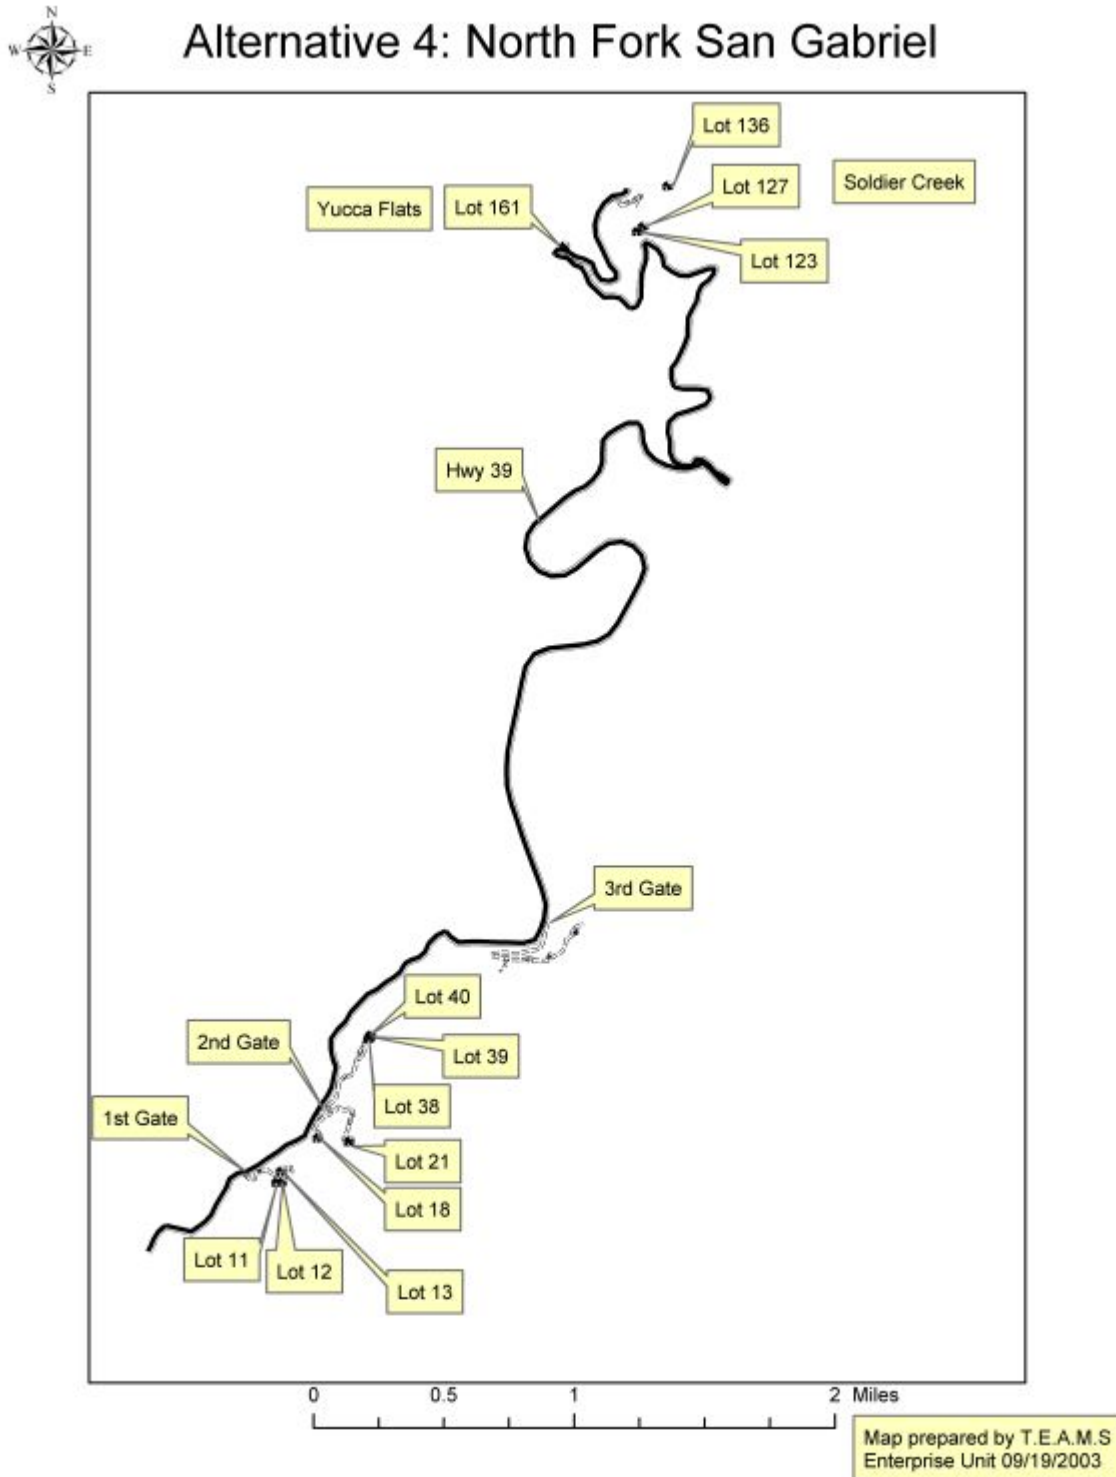 N
W E
S
Alternative 4: North Fork San Gabriel
Lot 136
Lot 127
Soldier Creek
Yucca Flats
Lot 161
Lot 123
Hwy 39
3rd Gate
Lot 40
2nd Gate
Lot 39
Lot 38
1st Gate
Lot 21
Lot 18
Lot 11
Lot 12
Lot 13
0 0.5 1 2 Miles
Map prepared by T.E.A.M.S
Enterprise Unit 09/19/2003